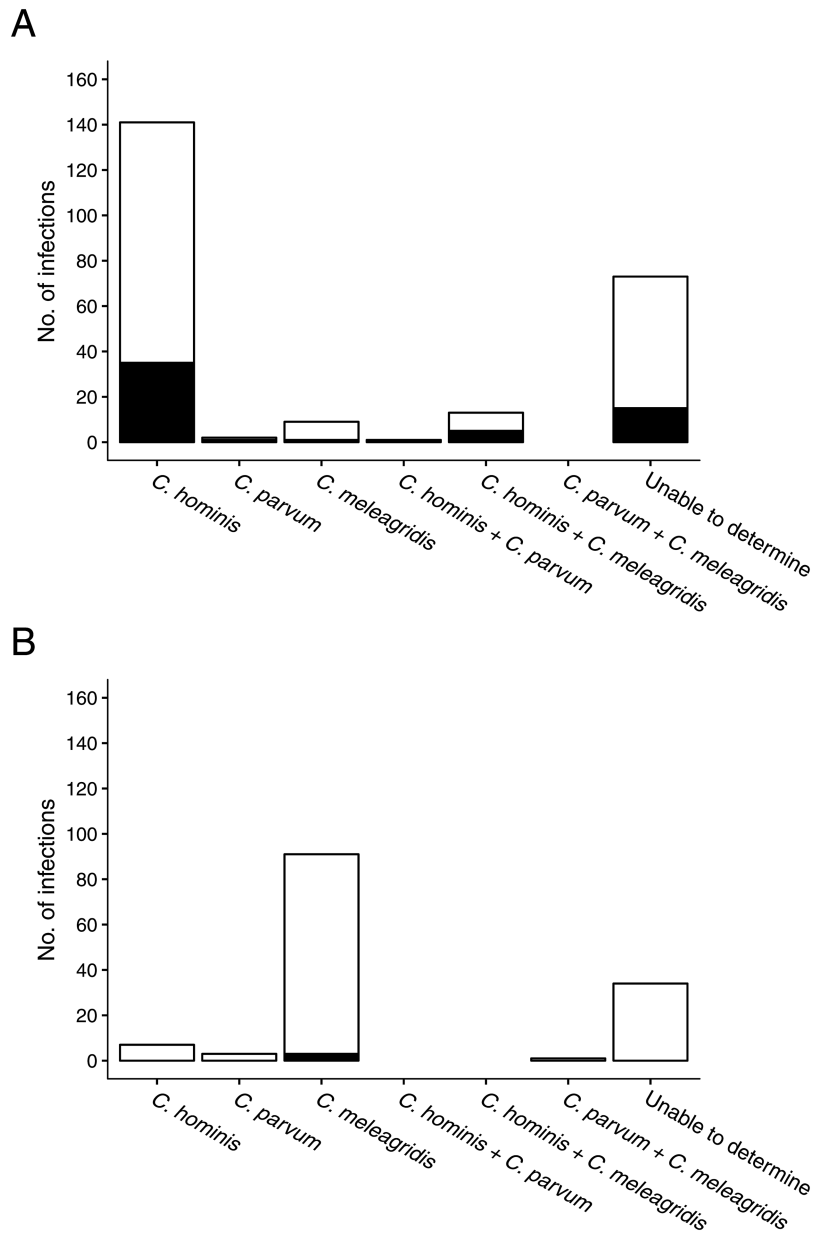 A
No. of infections
160
140
120
100
80
60
40
20
0
C. hominis
C. parvum
C. meleagridis
C. hominis + C. parvum
C. hominis + C. meleagridis
C. parvum + C. meleagridis
Unable to determine
B
No. of infections
160
140
120
100
80
60
40
20
0
C. hominis
C. parvum
C. meleagridis
C. hominis + C. parvum
C. hominis + C. meleagridis
C. parvum + C. meleagridis
Unable to determine